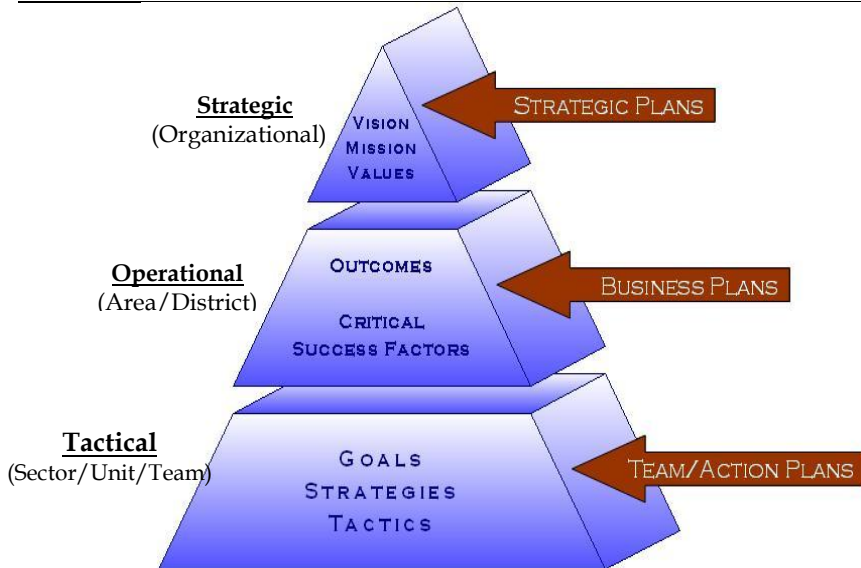 Strategic
(Organizational)
VISION
MISSION
VALUES
STRATEGIC PLANS
Operational
(Area/District)
OUTCOMES
CRITICAL
SUCCESS FACTORS
BUSINESS PLANS
Tactical
(Sector/Unit/Team)
GOALS
STRATEGIES
TACTICS
TEAM/ACTION PLANS